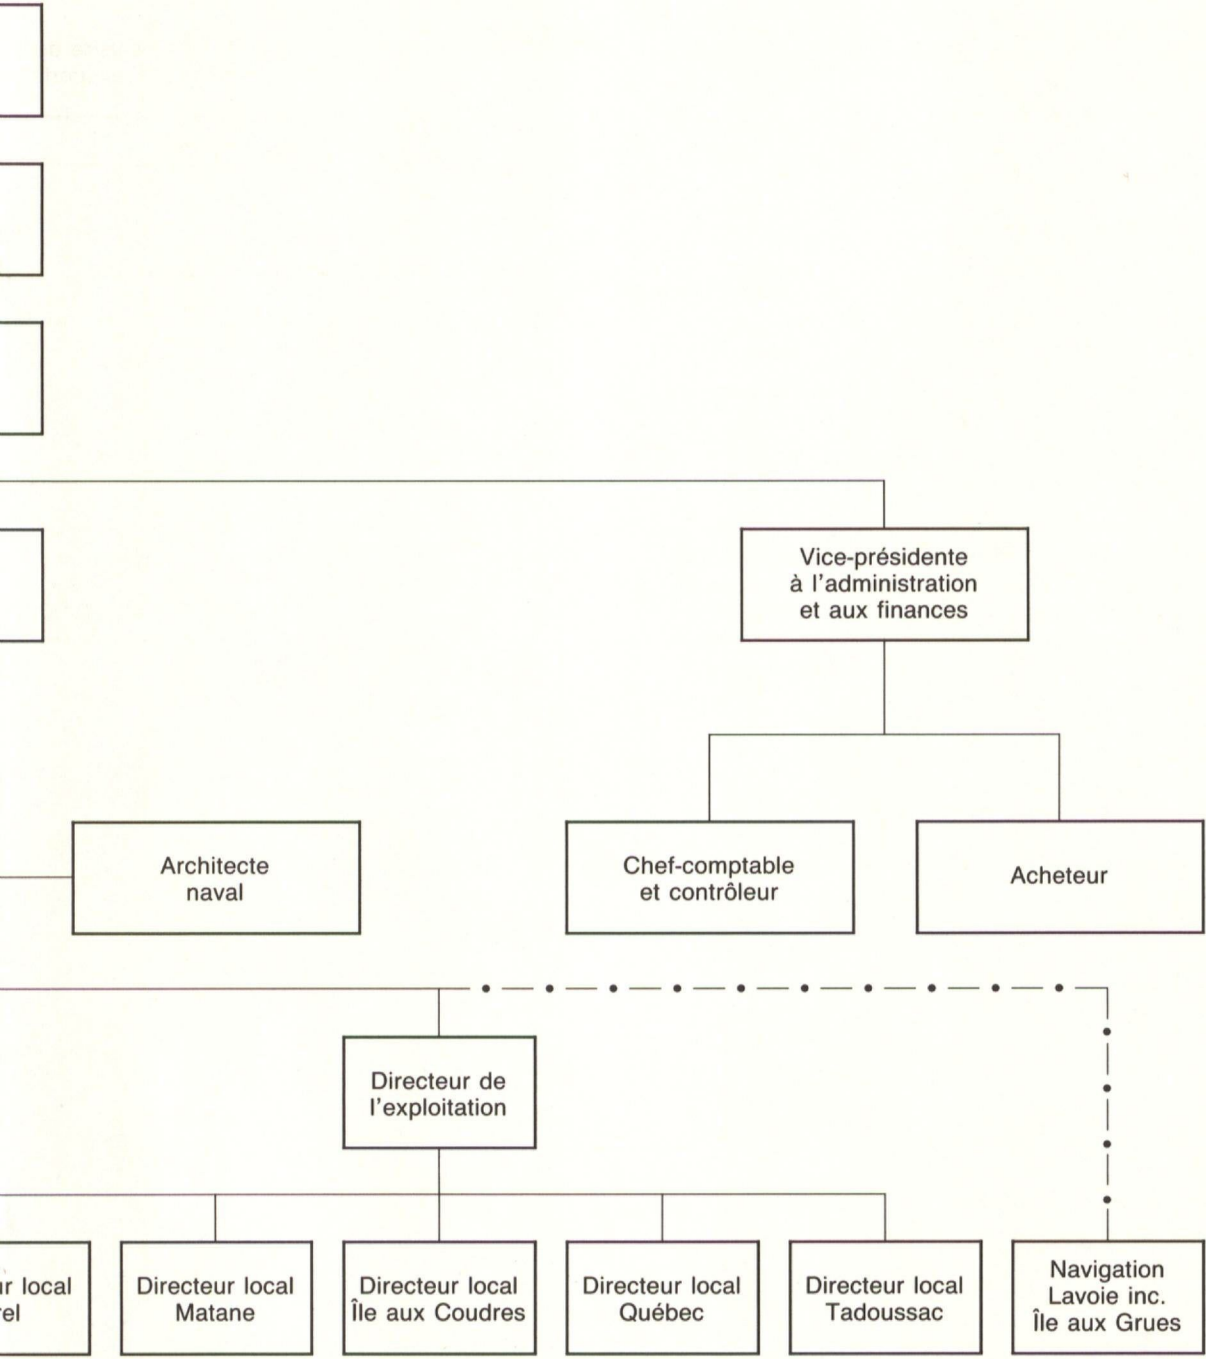 Vice-présidente
à l'administration
et aux finances
Architecte
naval
Chef-comptable
et contrôleur
Acheteur
Directeur de
l'exploitation
local
Directeur local
Matane
Directeur local
Île aux Coudres
Directeur local
Québec
Directeur local
Tadoussac
Navigation
Lavoie inc.
Île aux Grues